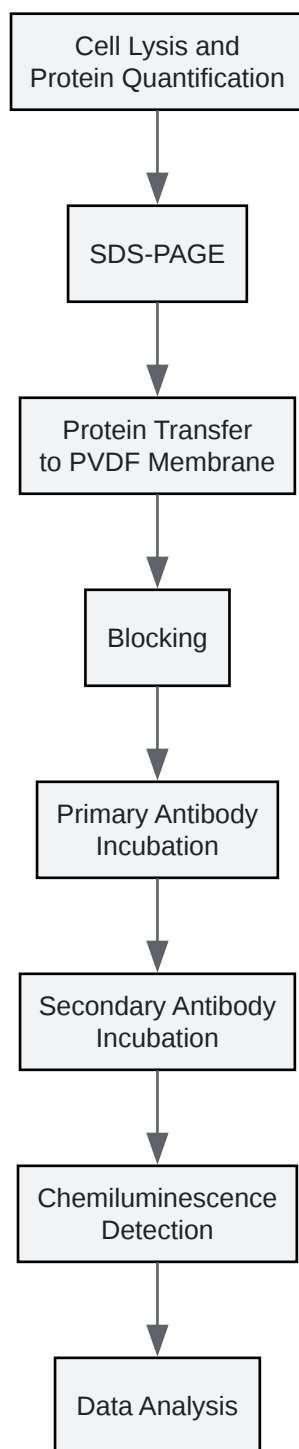 Cell Lysis and
Protein Quantification
SDS-PAGE
Protein Transfer
to PVDF Membrane
Blocking
Primary Antibody
Incubation
Secondary Antibody
Incubation
Chemiluminescence
Detection
Data Analysis